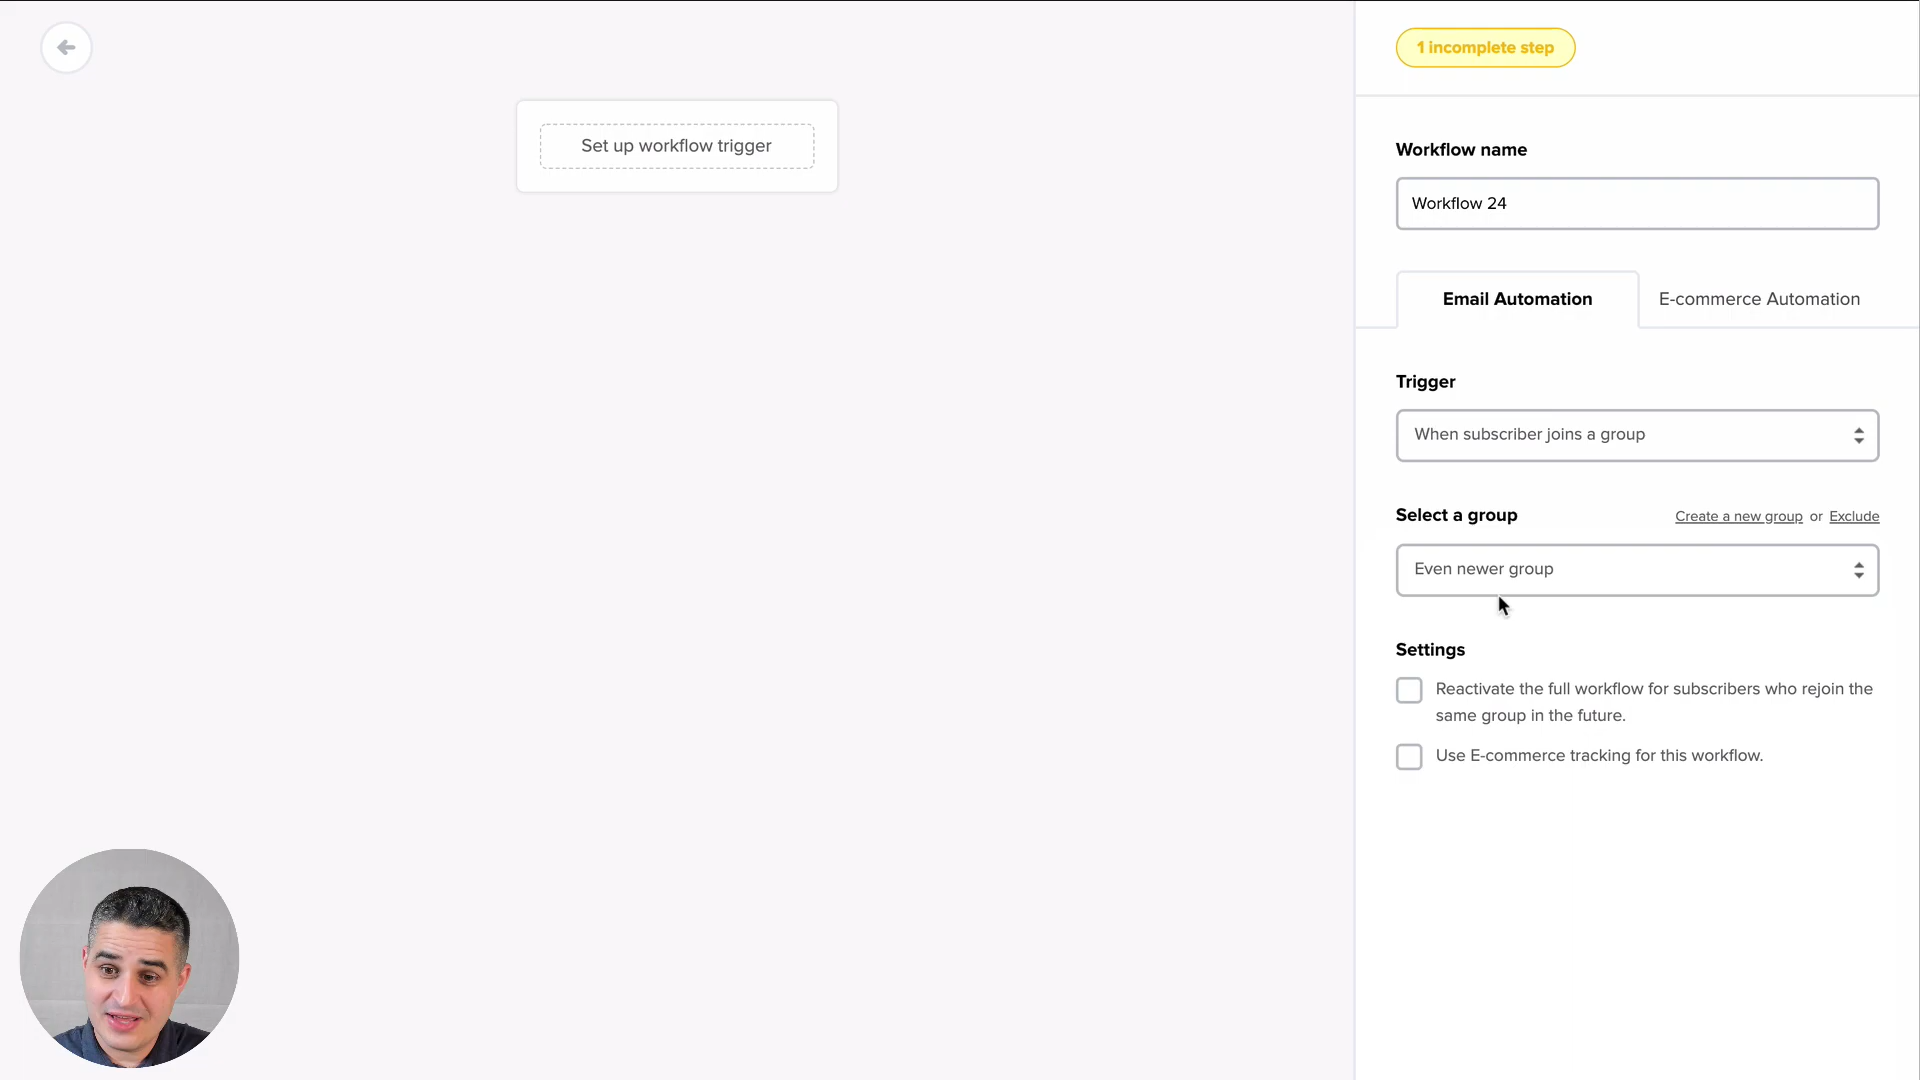 1 incomplete step
Set up workflow trigger
Workflow name
Workflow 24
Email Automation
E-commerce Automation
Trigger
When subscriber joins a group
Select a group
Create a new group or Exclude
Even newer group
Settings
Reactivate the full workflow for subscribers who rejoin the
same group in the future.
Use E-commerce tracking for this workflow.